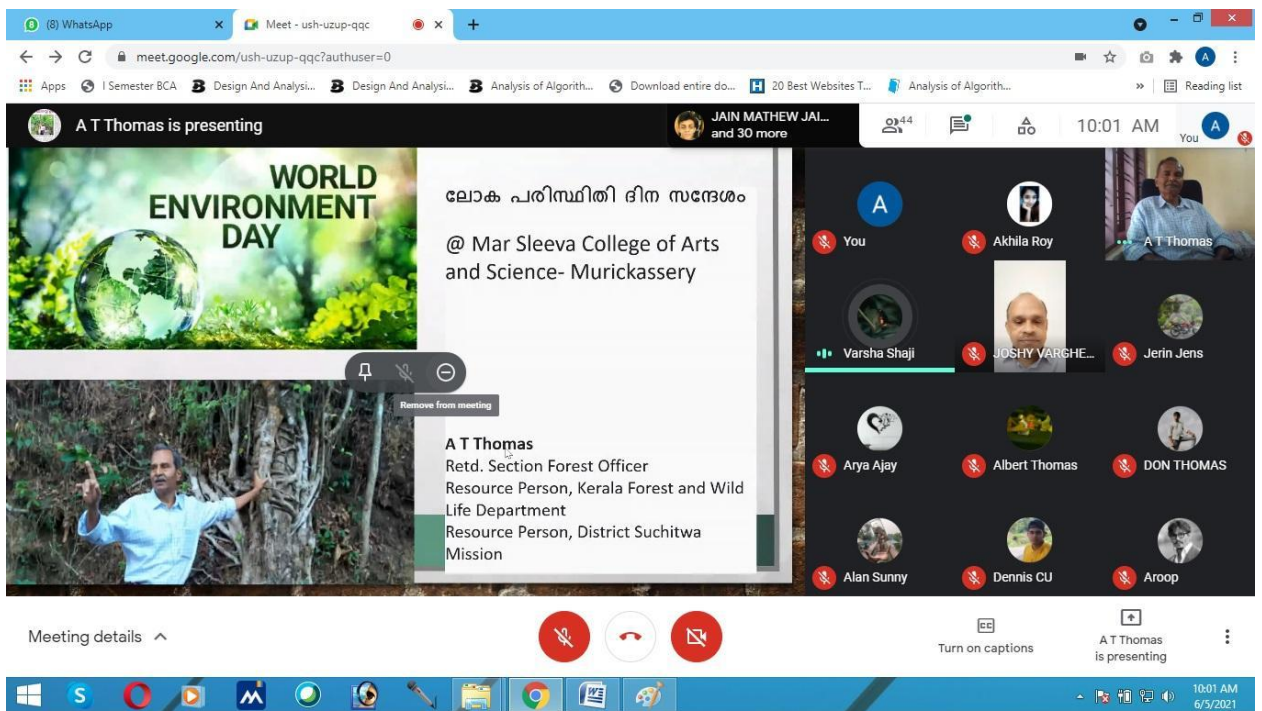 (8) WhatsApp
Meet - ush-uzup-qqc
meet.google.com/ush-uzup-qqc?authuser=0
A
Apps
I Semester BCA
Design And Analysi...
Design And Analysi...
Analysis of Algorith...
Download entire do...
20 Best Websites T...
Analysis of Algorith...
»
Reading list
A T Thomas is presenting
JAIN MATHEW JAI...
and 30 more
44
10:01 AM
You
A
WORLD
ENVIRONMENT
DAY
ലോക പരിസ്ഥിതി ദിന സന്ദേശം
@ Mar Sleeva College of Arts
and Science- Murickassery
Remove from meeting
A T Thomas
Retd. Section Forest Officer
Resource Person, Kerala Forest and Wild
Life Department
Resource Person, District Suchitwa
Mission
A
You
Akhila Roy
A T Thomas
Varsha Shaji
JOSHY VARGHE...
Jerin Jens
Arya Ajay
Albert Thomas
DON THOMAS
Alan Sunny
Dennis CU
Aroop
Meeting details
CC
Turn on captions
A T Thomas
is presenting
10:01 AM
6/5/2021